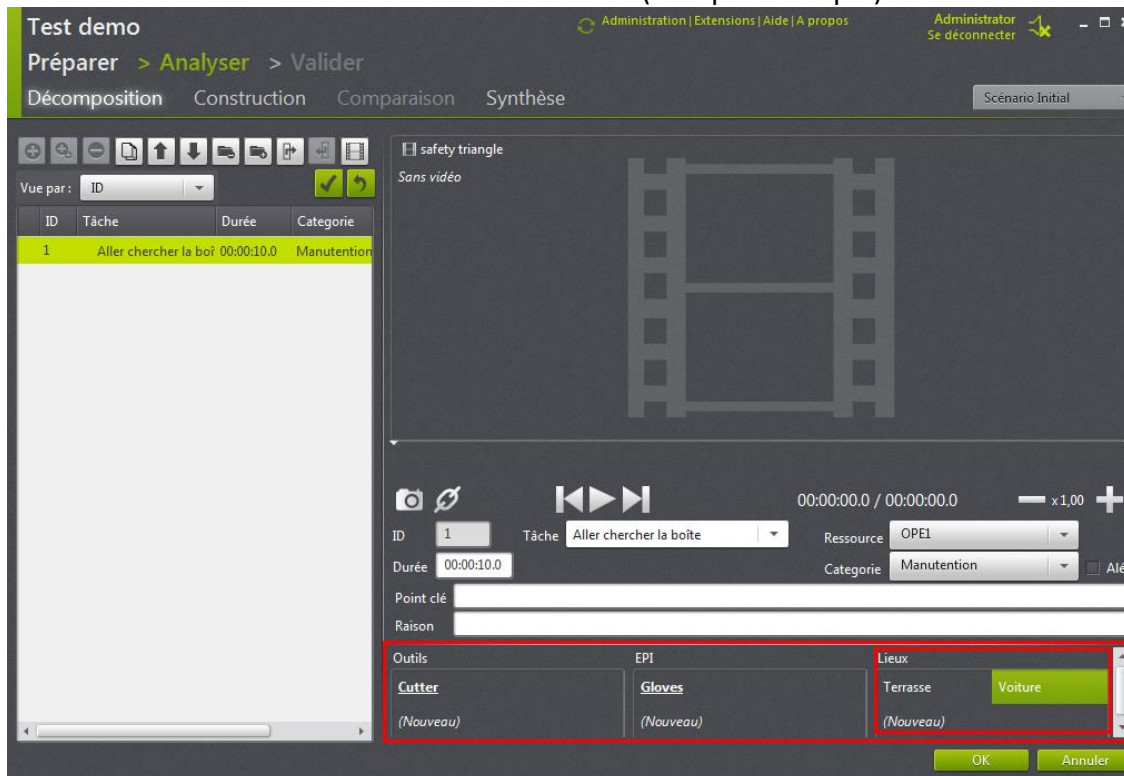 Test demo
Administration | Extensions | Aide | A propos
Administrator
Se déconnecter
Préparer > Analyser > Valider
Décomposition Construction Comparaison Synthèse
Scénario Initial
Vue par : ID
ID Tâche Durée Categorie
1 Aller chercher la boî 00:00:10.0 Manutention
safety triangle
Sans vidéo
00:00:00.0 / 00:00:00.0 x 1,00
ID 1 Tâche Aller chercher la boîte Ressource OPE1
Durée 00:00:10.0 Categorie Manutention Alé
Point clé
Raison
Outils EPI Lieux
Cutter Gloves Terrasse Voiture
(Nouveau) (Nouveau) (Nouveau)
OK Annuler